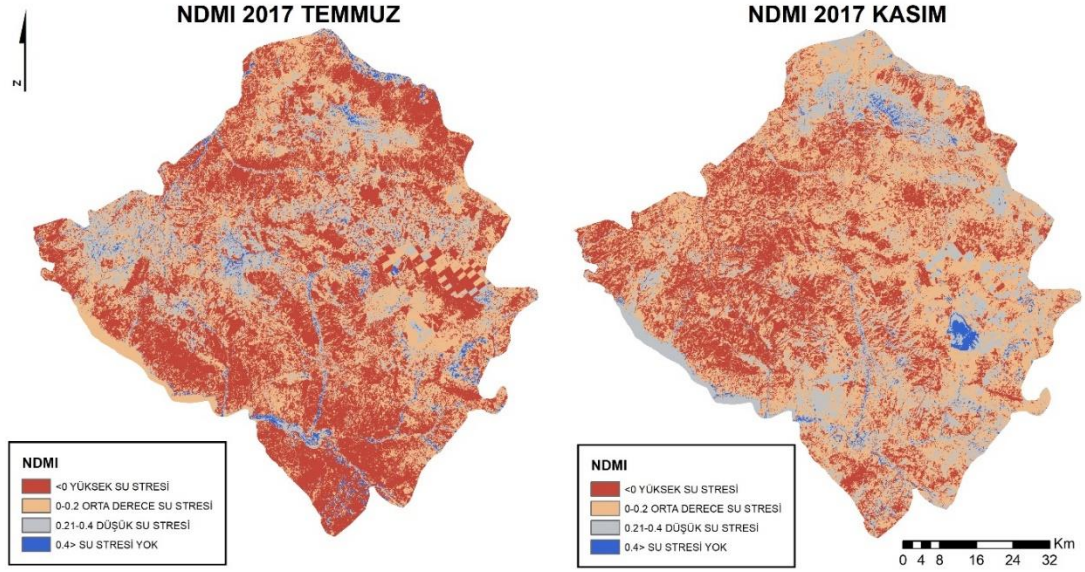 NDMI 2017 TEMMUZ
NDMI 2017 KASIM
N
NDMI
<0 YÜKSEK SU STRESİ
0-0.2 ORTA DERECE SU STRESİ
0.21-0.4 DÜŞÜK SU STRESİ
0.4> SU STRESİ YOK
NDMI
<0 YÜKSEK SU STRESİ
0-0.2 ORTA DERECE SU STRESİ
0.21-0.4 DÜŞÜK SU STRESİ
0.4> SU STRESİ YOK
Km
0 4 8 16 24 32